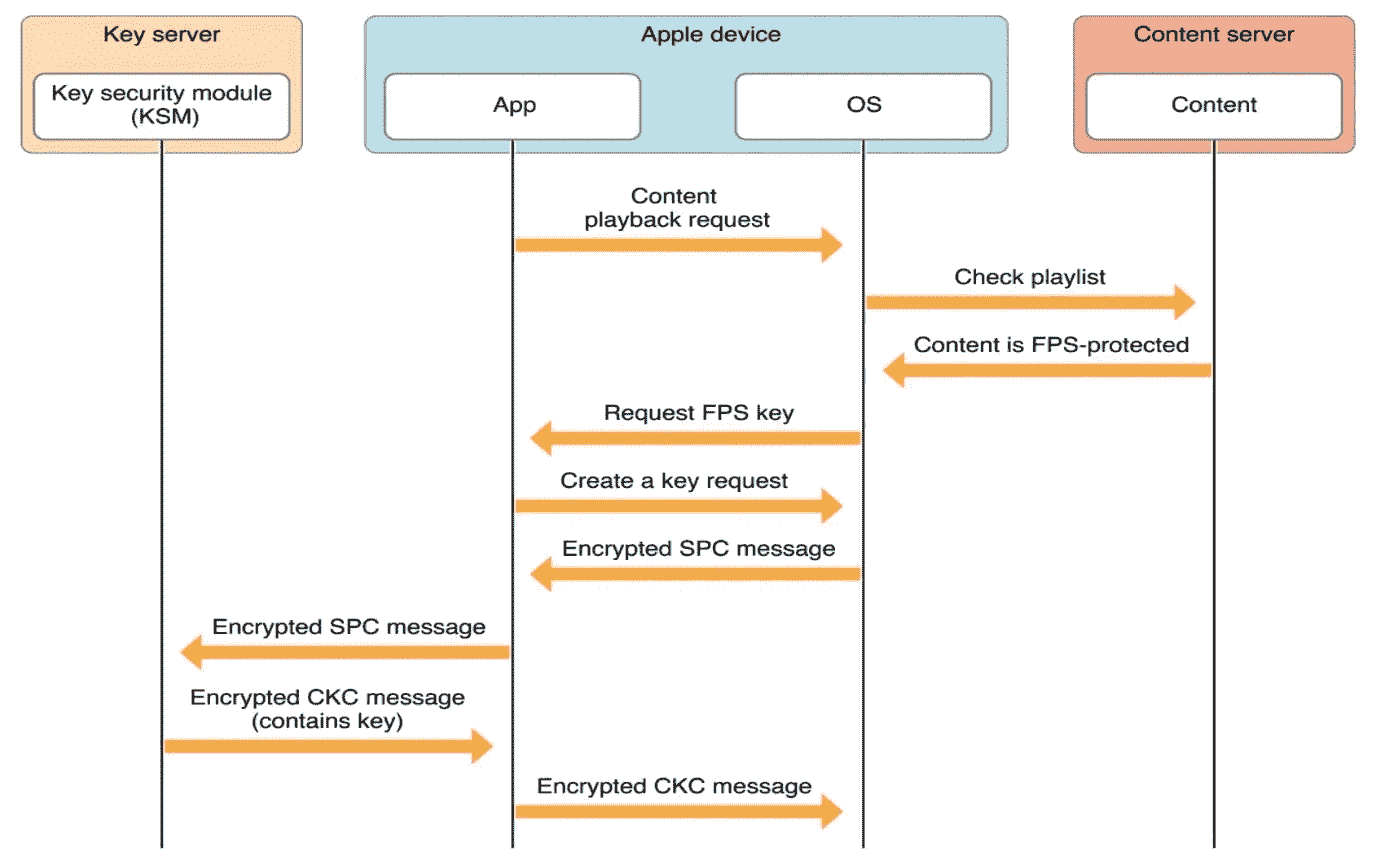 Key server
Apple device
Content server
Key security module
(KSM)
App
OS
Content
Content
playback request
Check playlist
Content is FPS-protected
Request FPS key
Create a key request
Encrypted SPC message
Encrypted SPC message
Encrypted CKC message
(contains key)
Encrypted CKC message